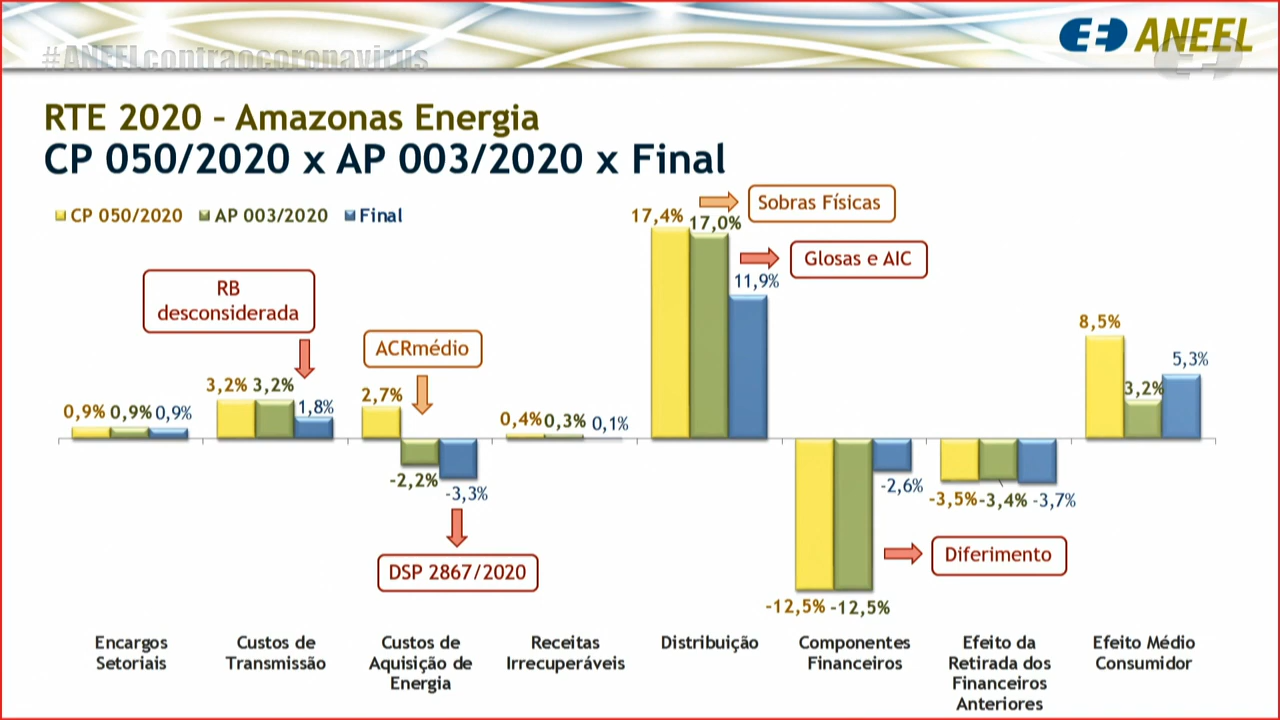 #ANEELcontraocoronavirus
ANEEL
RTE 2020 – Amazonas Energia
CP 050/2020 x AP 003/2020 x Final
CP 050/2020 AP 003/2020 Final
Sobras Físicas
Glosas e AIC
RB
desconsiderada
ACRmédio
DSP 2867/2020
Diferimento
0,9% 0,9% 0,9%
3,2% 3,2% 1,8%
2,7% -2,2% -3,3%
0,4% 0,3% 0,1%
17,4% 17,0% 11,9%
-12,5% -12,5% -2,6%
-3,5% -3,4% -3,7%
8,5% 3,2% 5,3%
Encargos
Setoriais
Custos de
Transmissão
Custos de
Aquisição de
Energia
Receitas
Irrecuperáveis
Distribuição
Componentes
Financeiros
Efeito da
Retirada dos
Financeiros
Anteriores
Efeito Médio
Consumidor